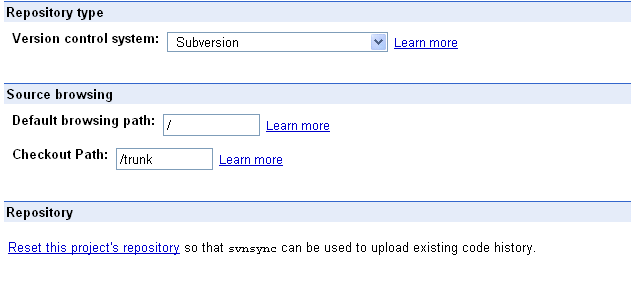 Repository type
Version control system: Subversion Learn more
Source browsing
Default browsing path: / Learn more
Checkout Path: /trunk Learn more
Repository
Reset this project's repository so that svnsync can be used to upload existing code history.